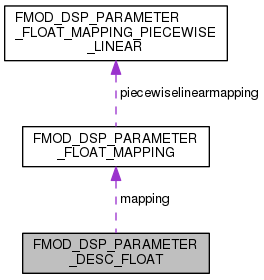 FMOD_DSP_PARAMETER
_FLOAT_MAPPING_PIECEWISE
_LINEAR
piecewiselinearmapping
FMOD_DSP_PARAMETER
_FLOAT_MAPPING
mapping
FMOD_DSP_PARAMETER
_DESC_FLOAT